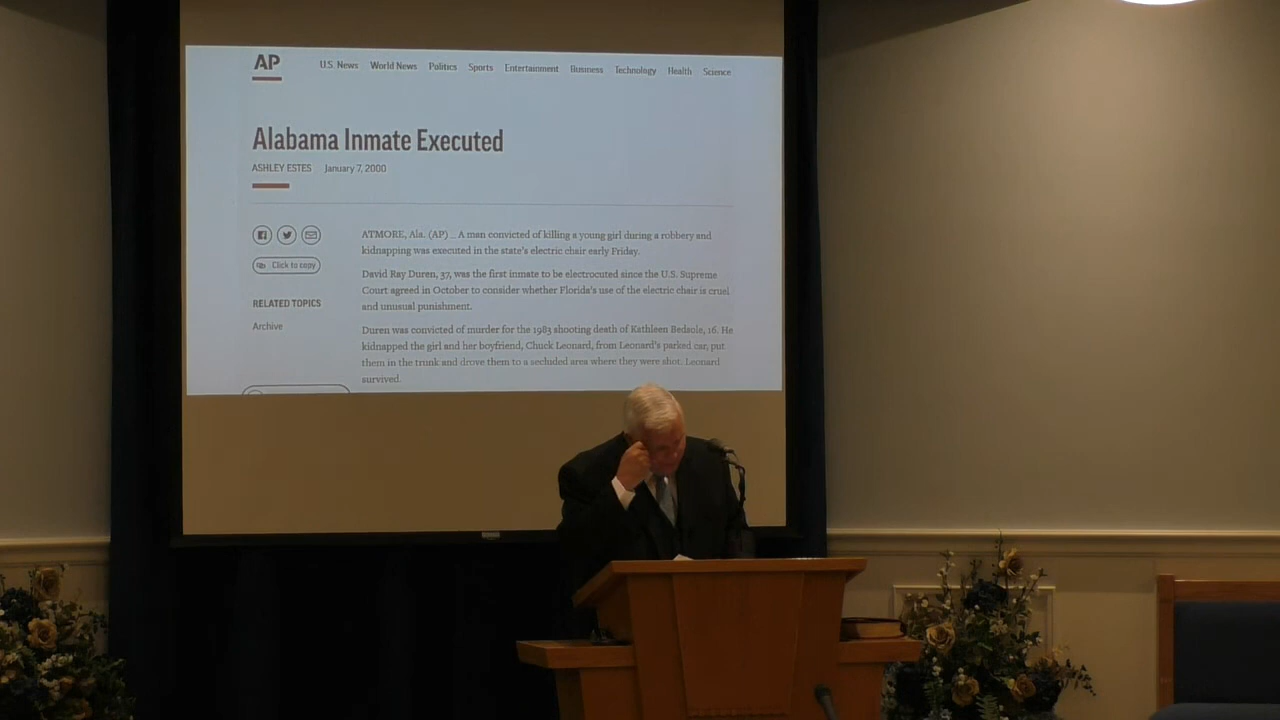 AP
U.S. News World News Politics Sports Entertainment Business Technology Health Science
Alabama Inmate Executed
ASHLEY ESTES January 7, 2000
ATMORE, Ala. (AP) _ A man convicted of killing a young girl during a robbery and
kidnapping was executed in the state's electric chair early Friday.
Click to copy
David Ray Duren, 37, was the first inmate to be electrocuted since the U.S. Supreme
Court agreed in October to consider whether Florida's use of the electric chair is cruel
and unusual punishment.
RELATED TOPICS
Archive
Duren was convicted of murder for the 1983 shooting death of Kathleen Bedsole, 16. He
kidnapped the girl and her boyfriend, Chuck Leonard, from Leonard's parked car, put
them in the trunk and drove them to a secluded area where they were shot. Leonard
survived.